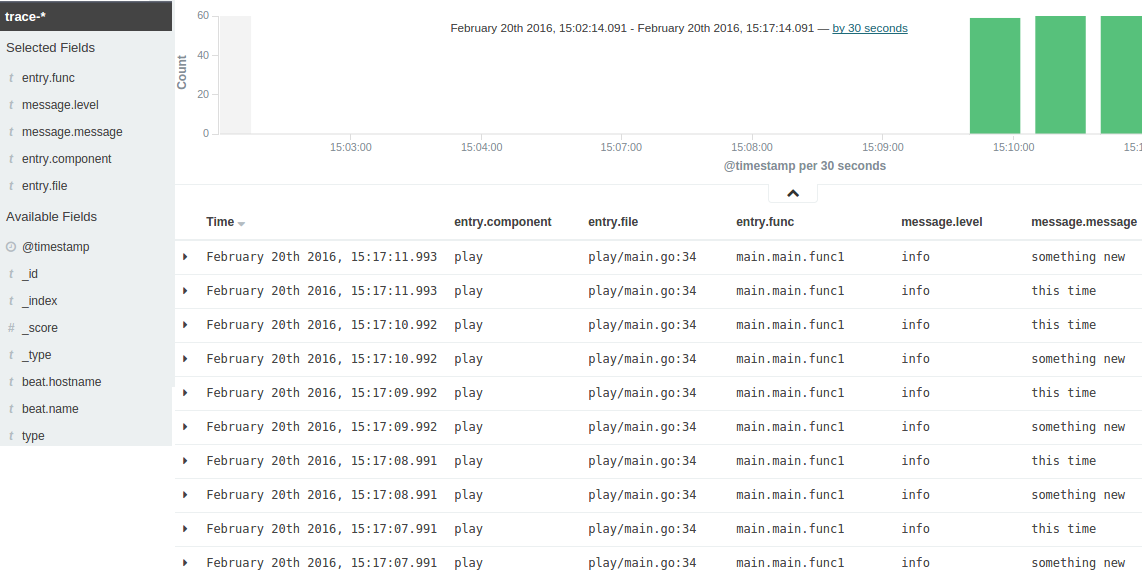 trace-*
Selected Fields
t entry.func
t message.level
t message.message
t entry.component
t entry.file
Available Fields
@timestamp
t _id
t _index
# _score
t _type
t beat.hostname
t beat.name
t type
February 20th 2016, 15:02:14.091 - February 20th 2016, 15:17:14.091 — by 30 seconds
Count
60
40
20
0
15:03:00 15:04:00 15:07:00 15:08:00 15:09:00 15:10:00 15:1
@timestamp per 30 seconds
Time entry.component entry.file entry.func message.level message.message
February 20th 2016, 15:17:11.993 play play/main.go:34 main.main.func1 info something new
February 20th 2016, 15:17:11.993 play play/main.go:34 main.main.func1 info this time
February 20th 2016, 15:17:10.992 play play/main.go:34 main.main.func1 info this time
February 20th 2016, 15:17:10.992 play play/main.go:34 main.main.func1 info something new
February 20th 2016, 15:17:09.992 play play/main.go:34 main.main.func1 info this time
February 20th 2016, 15:17:09.992 play play/main.go:34 main.main.func1 info something new
February 20th 2016, 15:17:08.991 play play/main.go:34 main.main.func1 info this time
February 20th 2016, 15:17:08.991 play play/main.go:34 main.main.func1 info something new
February 20th 2016, 15:17:07.991 play play/main.go:34 main.main.func1 info this time
February 20th 2016, 15:17:07.991 play play/main.go:34 main.main.func1 info something new